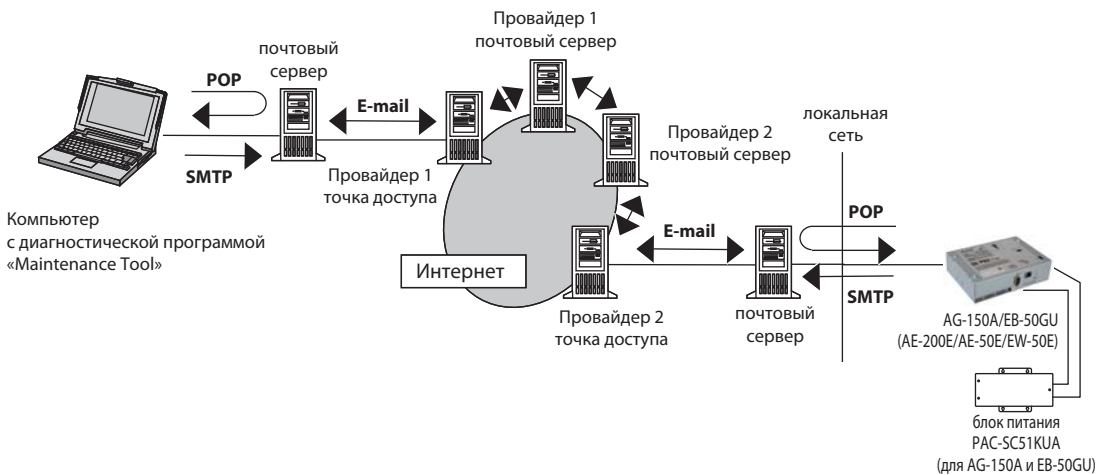 Провайдер 1
почтовый сервер
почтовый
сервер
POP
E-mail
SMTP
Провайдер 1
точка доступа
Компьютер
с диагностической программой
«Maintenance Tool»
Провайдер 2
почтовый сервер
локальная
сеть
Интернет
E-mail
POP
SMTP
Провайдер 2
точка доступа
почтовый
сервер
AG-150A/EB-50GU
(AE-200E/AE-50E/EW-50E)
блок питания
PAC-SC51KUA
(для AG-150A и EB-50GU)